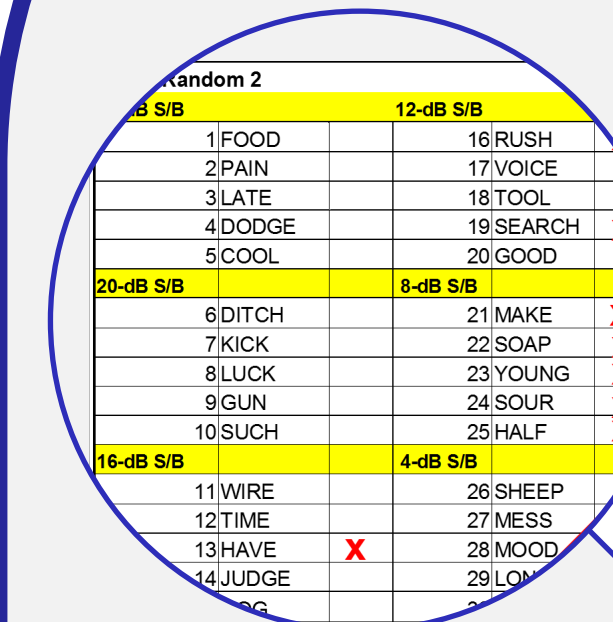 Random 2
dB S/B 12-dB S/B
1 FOOD 16 RUSH
2 PAIN 17 VOICE
3 LATE 18 TOOL
4 DODGE 19 SEARCH
5 COOL 20 GOOD
20-dB S/B 8-dB S/B
6 DITCH 21 MAKE
7 KICK 22 SOAP
8 LUCK 23 YOUNG
9 GUN 24 SOUR
10 SUCH 25 HALF
16-dB S/B 4-dB S/B
11 WIRE 26 SHEEP
12 TIME 27 MESS
13 HAVE X 28 MOOD
14 JUDGE 29